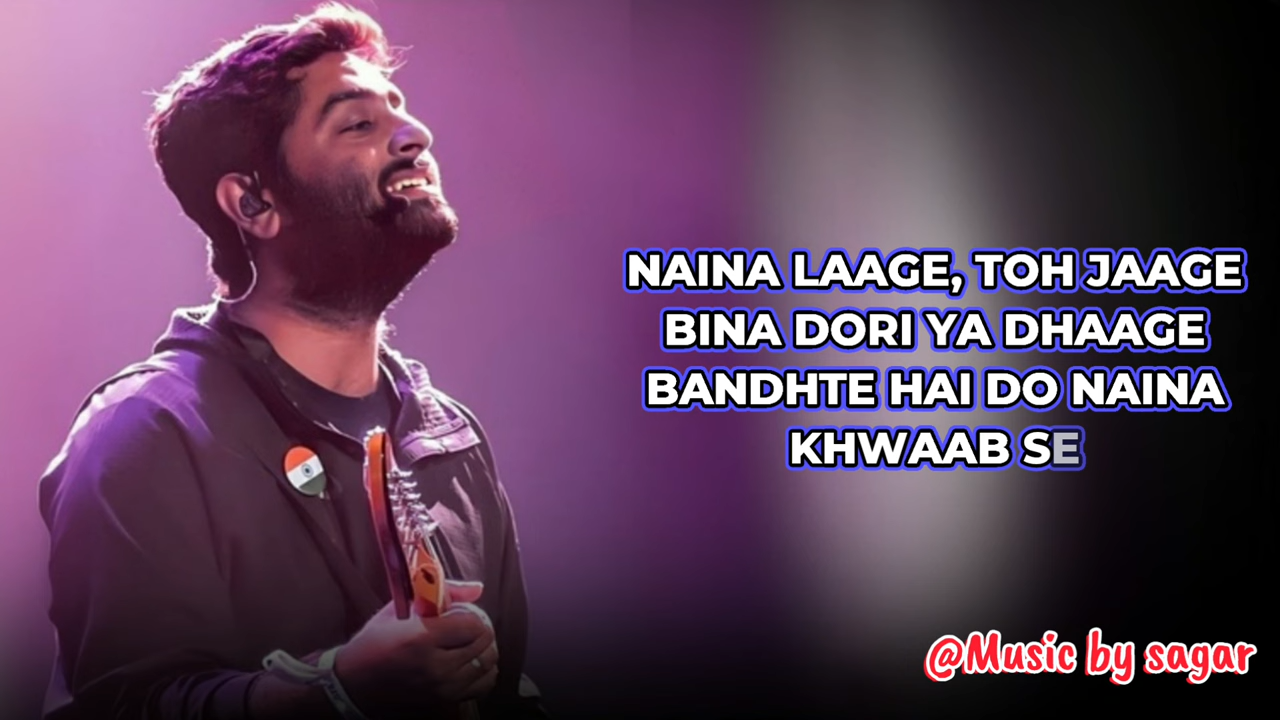 NAINA LAAGE, TOH JAAGE
BINA DORI YA DHAAGE
BANDHTE HAI DO NAINA
KHWAAB SE
@Music by sagar